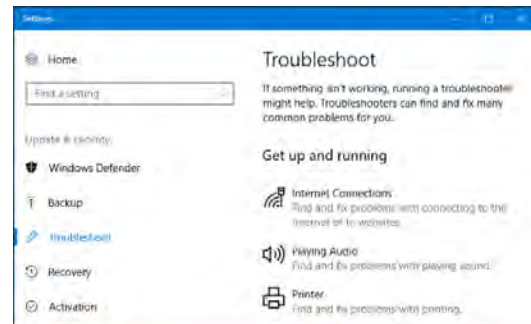 Settings
Home
Find a setting
Update & security
Windows Defender
Backup
Troubleshoot
Recovery
Activation
Troubleshoot
If something isn't working, running a troubleshooter
might help. Troubleshooters can find and fix many
common problems for you.
Get up and running
Internet Connections
Find and fix problems with connecting to the
Internet or to websites.
Playing Audio
Find and fix problems with playing sound.
Printer
Find and fix problems with printing.